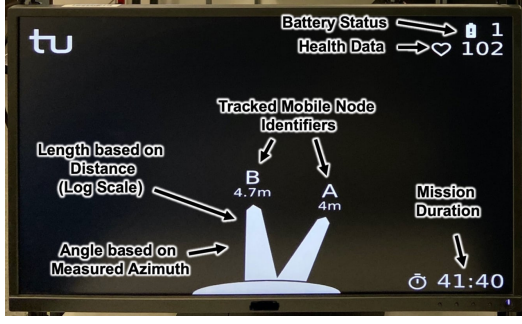 tu
Battery Status
1
Health Data
102
Tracked Mobile Node
Identifiers
Length based on
Distance
(Log Scale)
B
4.7m
A
4m
Angle based on
Measured Azimuth
Mission
Duration
41:40